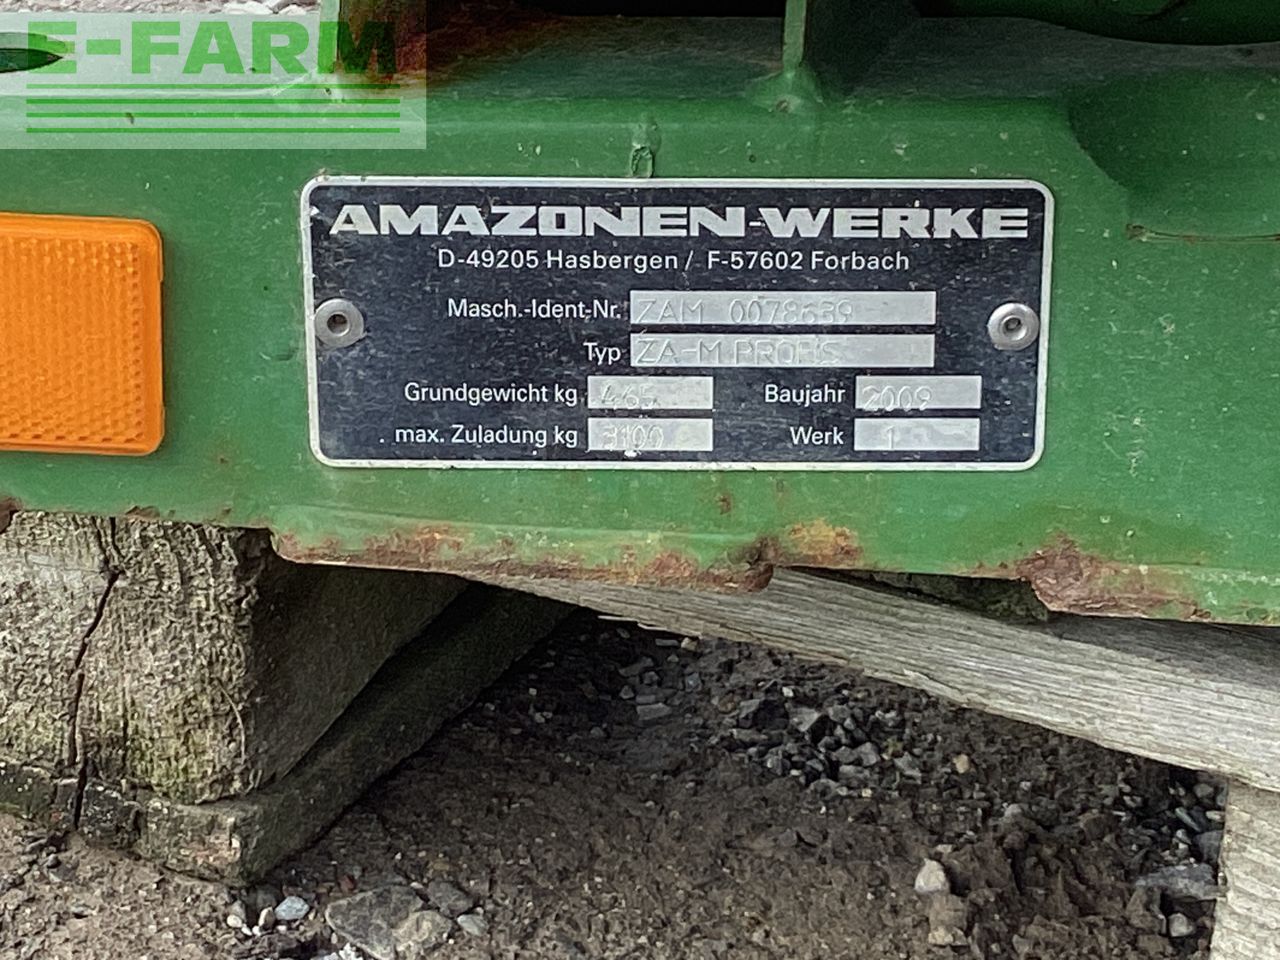 E-FARM
AMAZONEN-WERKE
D-49205 Hasbergen / F-57602 Forbach
Masch.-Ident-Nr. ZAM 0078659
Typ ZA-M PROFIS
Grundgewicht kg 465 Baujahr 2009
max. Zuladung kg 3100 Werk 1